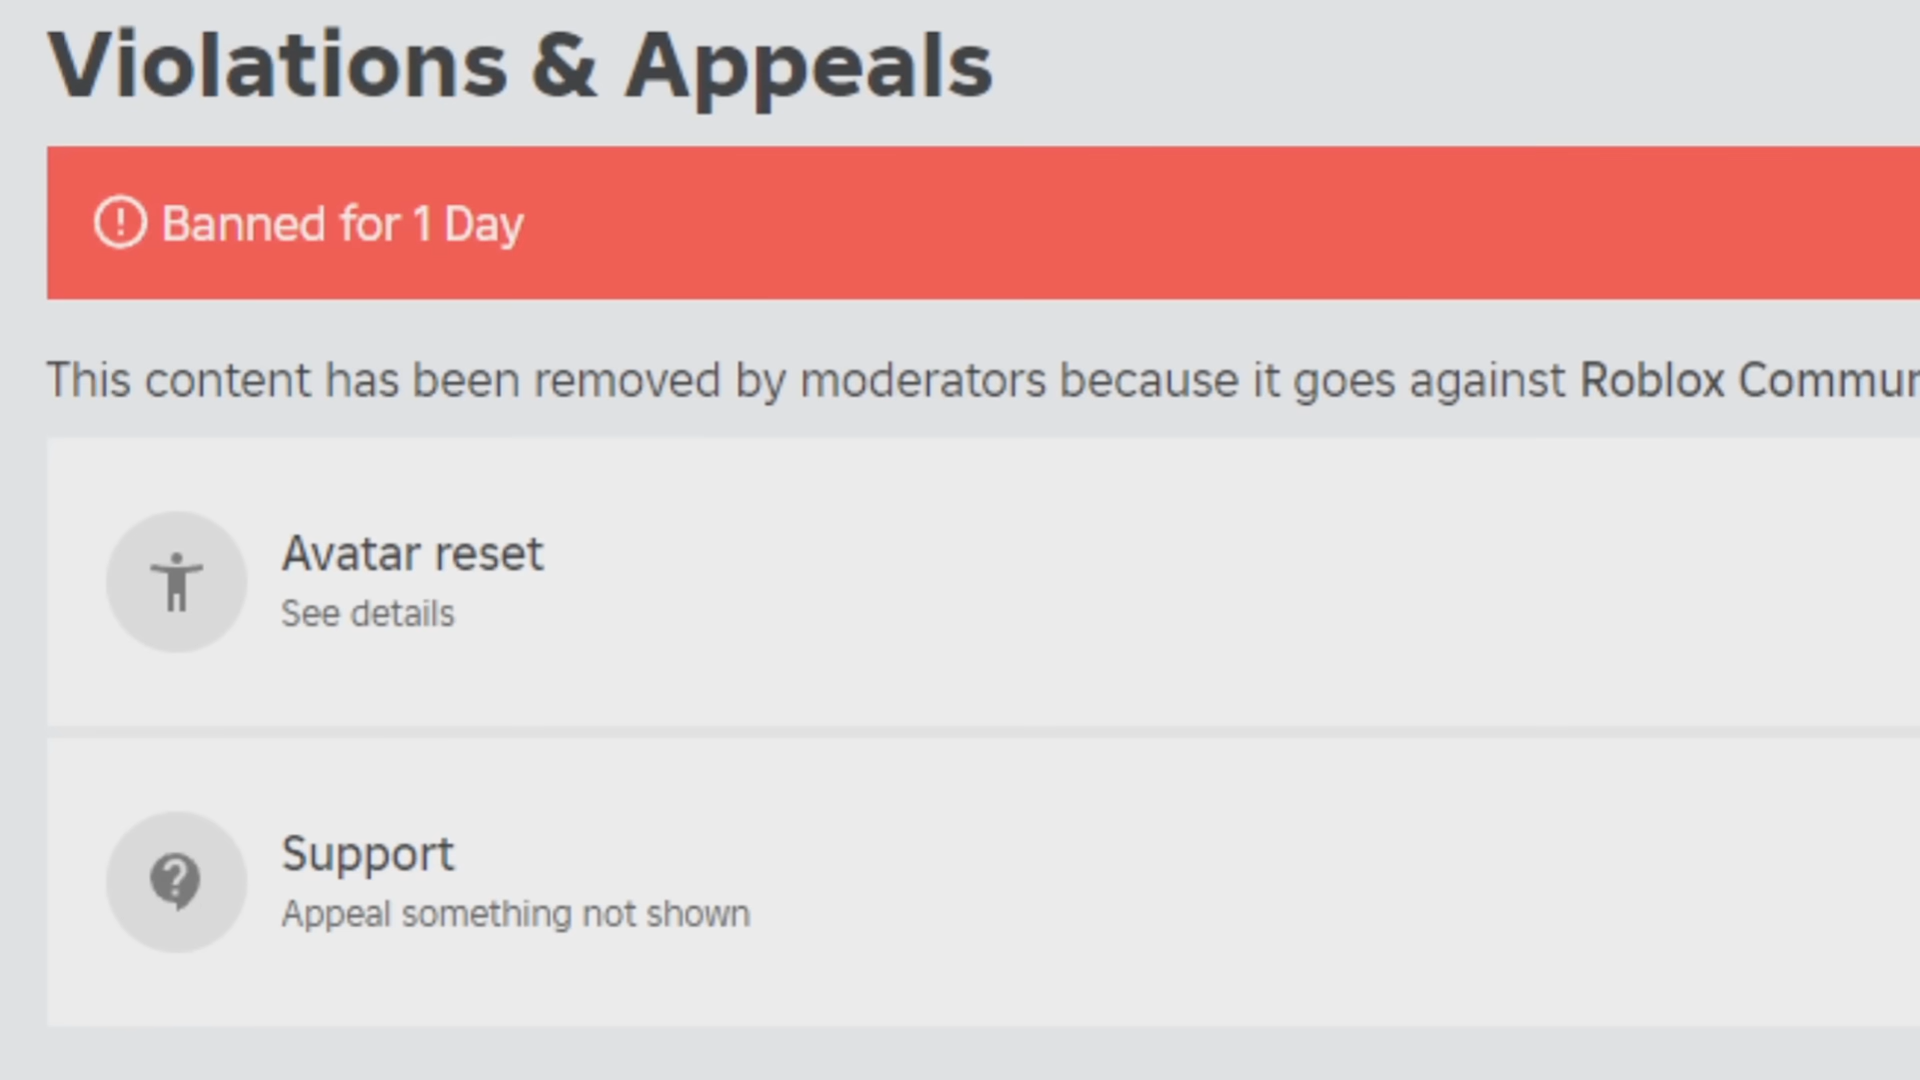 Violations & Appeals
Banned for 1 Day
This content has been removed by moderators because it goes against Roblox
Avatar reset
See details
Support
Appeal something not shown